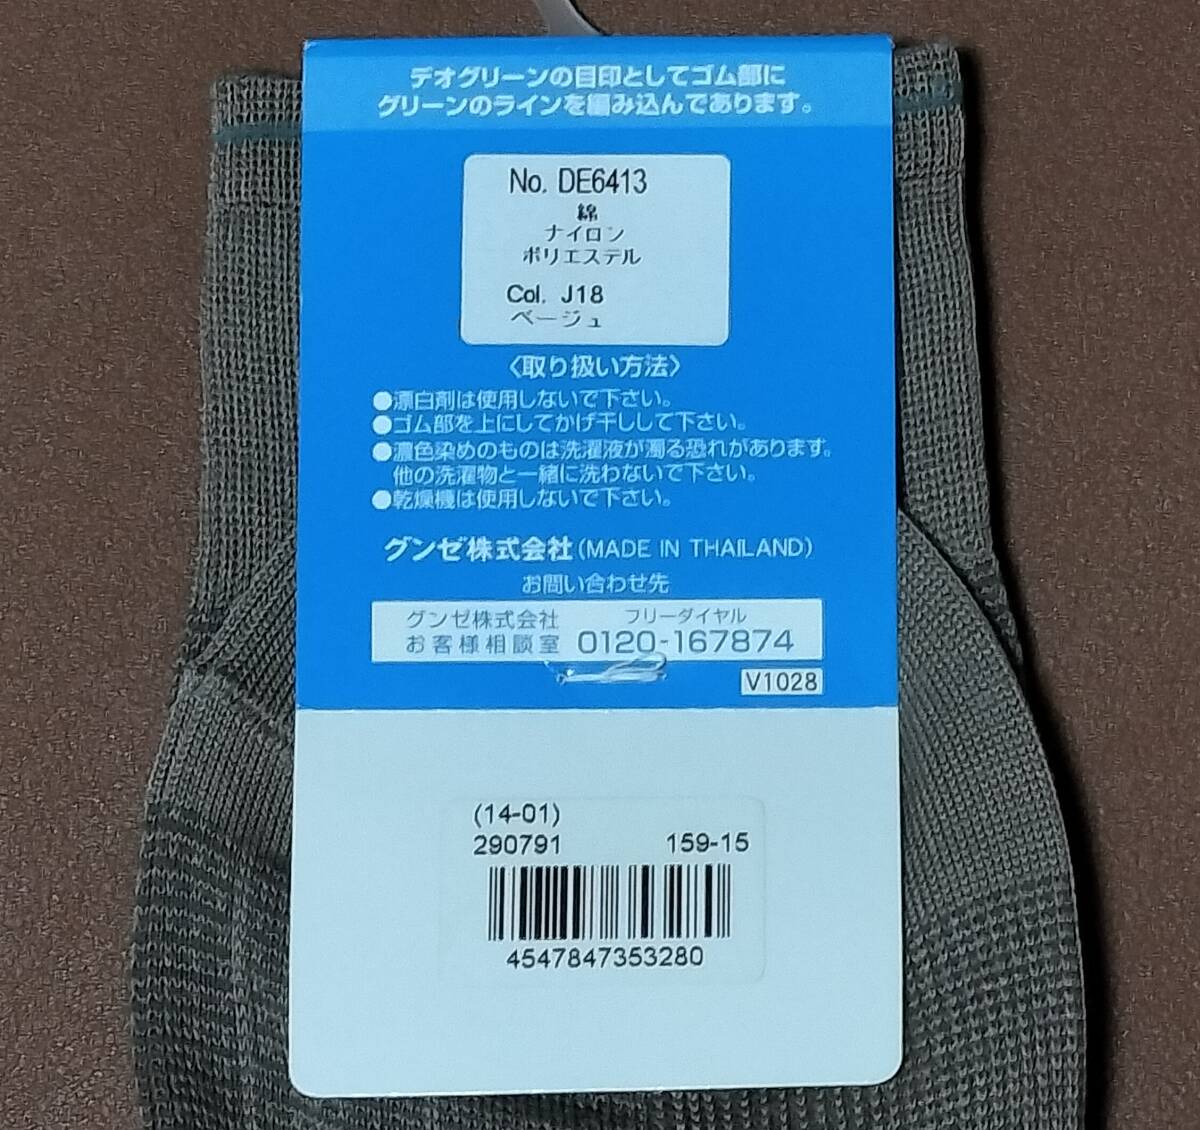 デオグリーンの目印としてゴム部に
グリーンのラインを編み込んであります。
No. DE6413
綿
ナイロン
ポリエステル
Col. J18
ベージュ
〈取り扱い方法〉
●漂白剤は使用しないで下さい。
●ゴム部を上にしてかげ干しして下さい。
●濃色染めのものは洗濯液が濁る恐れがあります。
他の洗濯物と一緒に洗わないで下さい。
●乾燥機は使用しないで下さい。
グンゼ株式会社(MADE IN THAILAND)
お問い合わせ先
グンゼ株式会社 フリーダイヤル
お客様相談室 0120-167874
V1028
(14-01)
290791 159-15
4547847353280